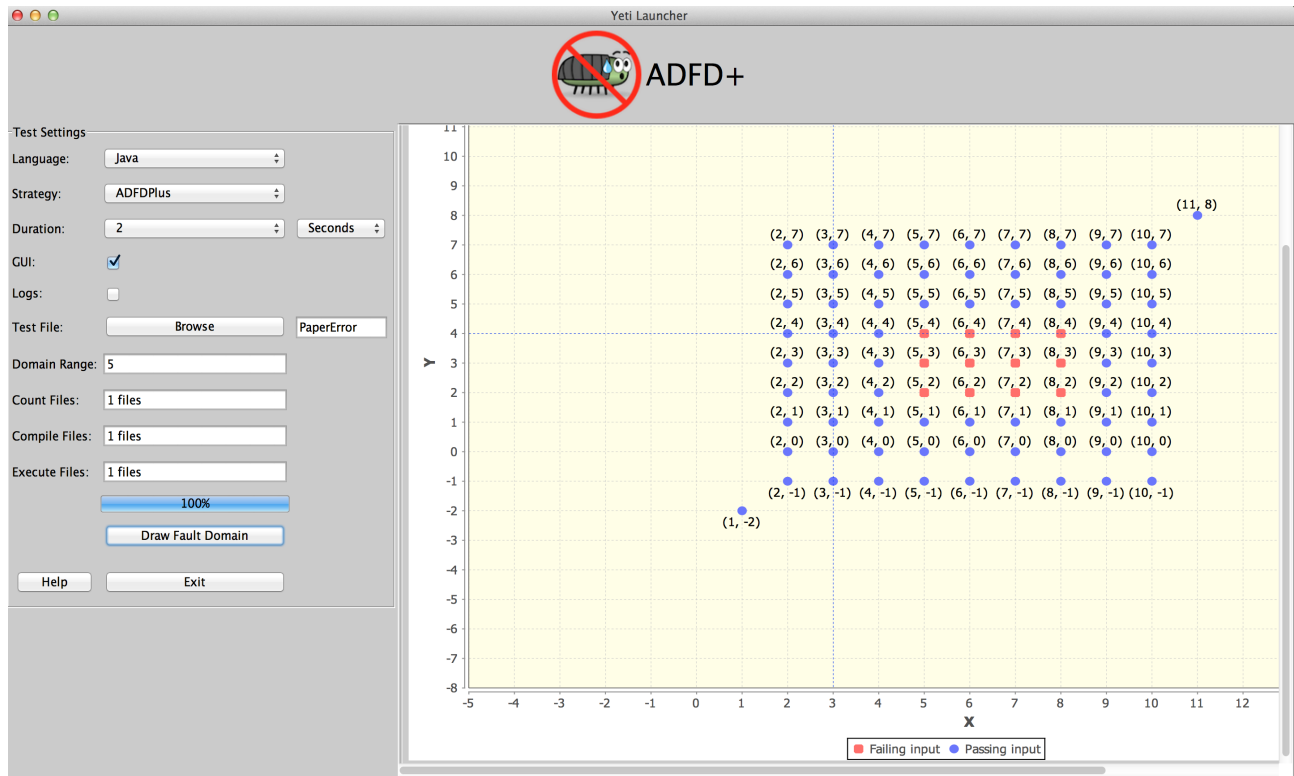 Yeti Launcher
ADFD+
Test Settings
Language: Java
Strategy: ADFDPlus
Duration: 2 Seconds
GUI:
Logs:
Test File: Browse PaperError
Domain Range: 5
Count Files: 1 files
Compile Files: 1 files
Execute Files: 1 files
100%
Draw Fault Domain
Help Exit
Y
11
10
9
8
7
6
5
4
3
2
1
0
-1
-2
-3
-4
-5
-6
-7
-8
(11, 8)
(2, 7) (3, 7) (4, 7) (5, 7) (6, 7) (7, 7) (8, 7) (9, 7) (10, 7)
(2, 6) (3, 6) (4, 6) (5, 6) (6, 6) (7, 6) (8, 6) (9, 6) (10, 6)
(2, 5) (3, 5) (4, 5) (5, 5) (6, 5) (7, 5) (8, 5) (9, 5) (10, 5)
(2, 4) (3, 4) (4, 4) (5, 4) (6, 4) (7, 4) (8, 4) (9, 4) (10, 4)
(2, 3) (3, 3) (4, 3) (5, 3) (6, 3) (7, 3) (8, 3) (9, 3) (10, 3)
(2, 2) (3, 2) (4, 2) (5, 2) (6, 2) (7, 2) (8, 2) (9, 2) (10, 2)
(2, 1) (3, 1) (4, 1) (5, 1) (6, 1) (7, 1) (8, 1) (9, 1) (10, 1)
(2, 0) (3, 0) (4, 0) (5, 0) (6, 0) (7, 0) (8, 0) (9, 0) (10, 0)
(2, -1) (3, -1) (4, -1) (5, -1) (6, -1) (7, -1) (8, -1) (9, -1) (10, -1)
(1, -2)
-5 -4 -3 -2 -1 0 1 2 3 4 5 6 7 8 9 10 11 12
X
Failing input Passing input